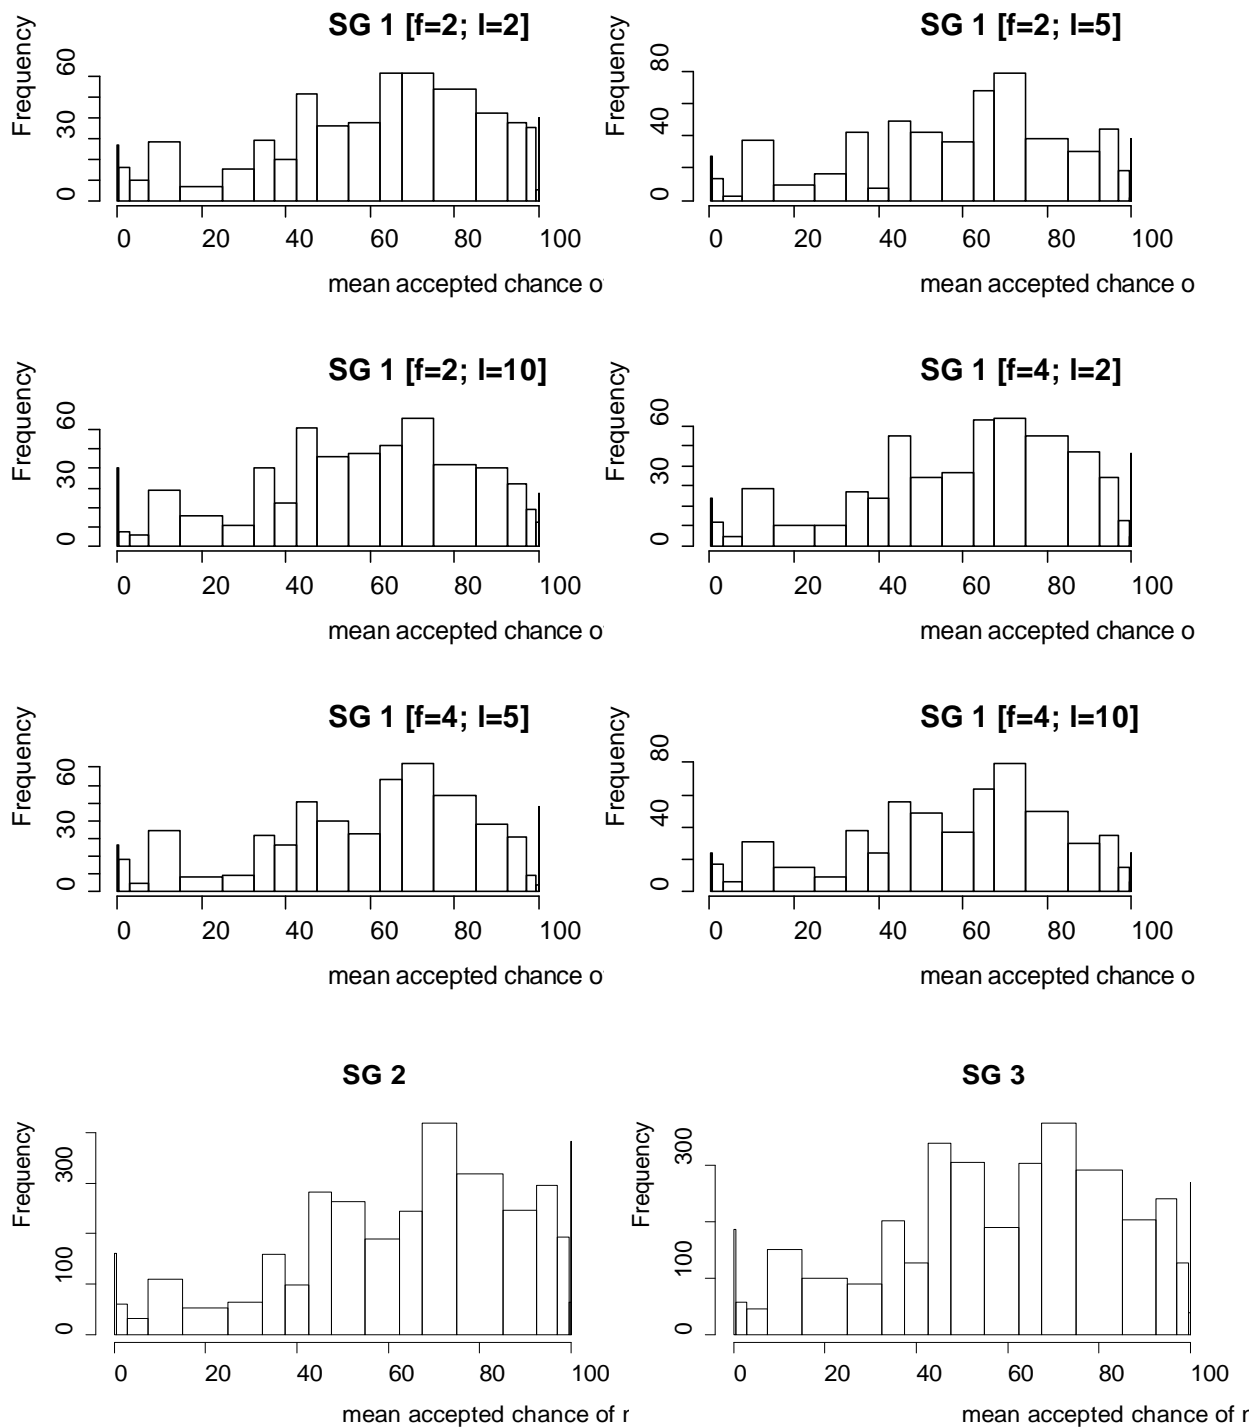 SG 1 [f=2; l=2]
Frequency
0 30 60
0 20 40 60 80 100
mean accepted chance o
SG 1 [f=2; l=5]
Frequency
0 40 80
0 20 40 60 80 100
mean accepted chance o
SG 1 [f=2; l=10]
Frequency
0 30 60
0 20 40 60 80 100
mean accepted chance o
SG 1 [f=4; l=2]
Frequency
0 30 60
0 20 40 60 80 100
mean accepted chance o
SG 1 [f=4; l=5]
Frequency
0 30 60
0 20 40 60 80 100
mean accepted chance o
SG 1 [f=4; l=10]
Frequency
0 40 80
0 20 40 60 80 100
mean accepted chance o
SG 2
Frequency
0 100 300
0 20 40 60 80 100
mean accepted chance of
SG 3
Frequency
0 100 300
0 20 40 60 80 100
mean accepted chance of